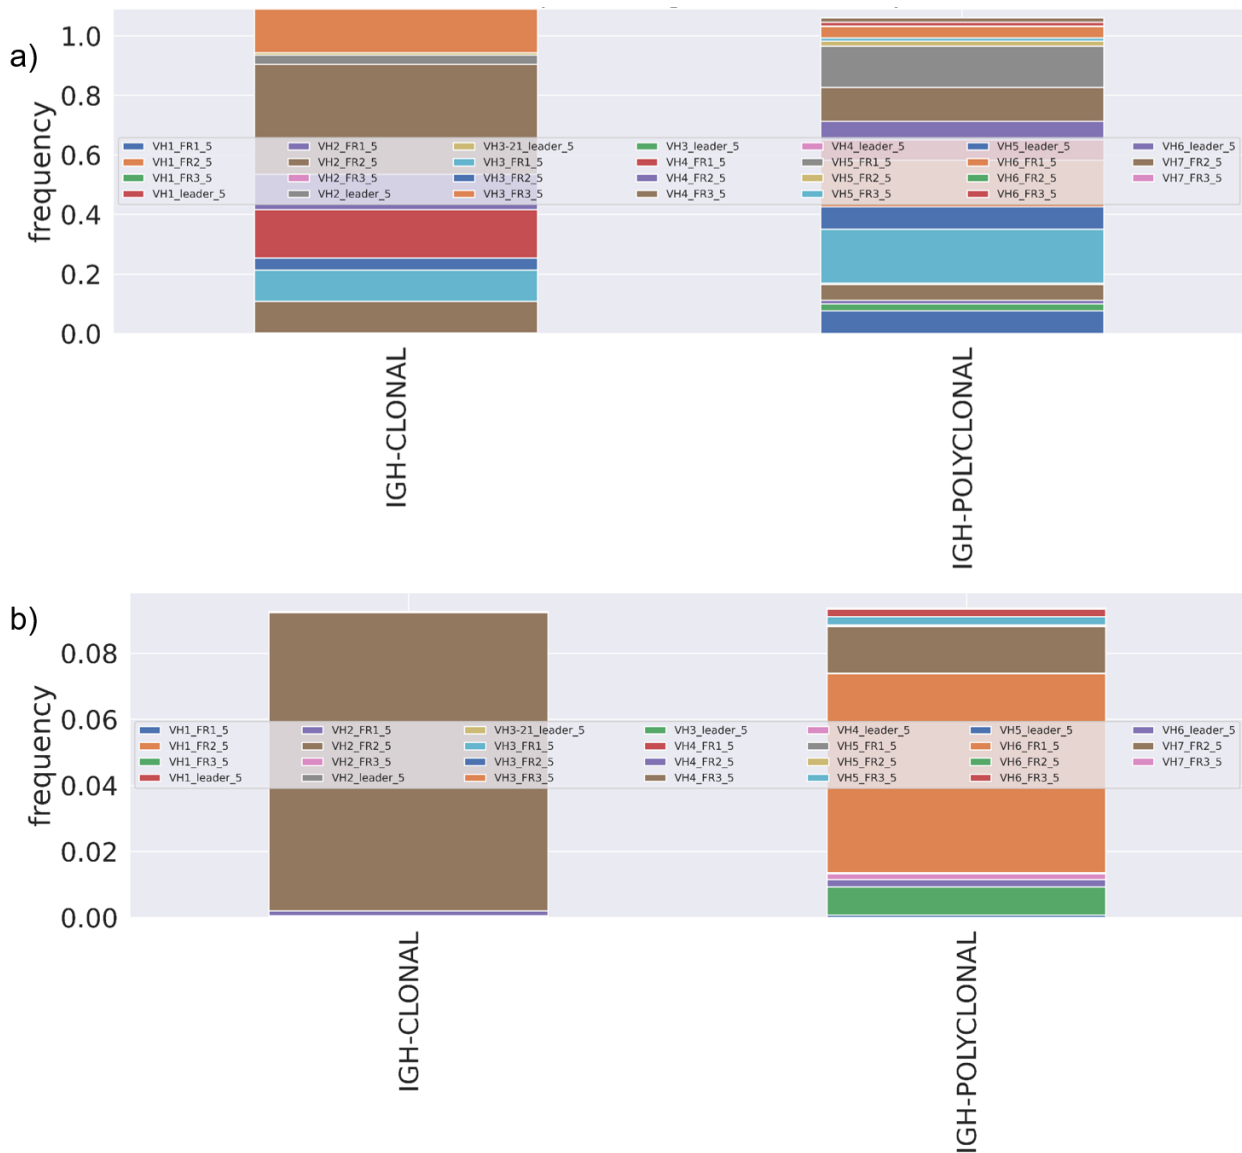 a)
frequency
1.0
0.8
0.6
0.4
0.2
0.0
VH1_FR1_5 VH2_FR1_5 VH3-21_leader_5 VH3_leader_5 VH4_leader_5 VH5_leader_5 VH6_leader_5
VH1_FR2_5 VH2_FR2_5 VH3_FR1_5 VH4_FR1_5 VH5_FR1_5 VH6_FR1_5 VH7_FR2_5
VH1_FR3_5 VH2_FR3_5 VH3_FR2_5 VH4_FR2_5 VH5_FR2_5 VH6_FR2_5 VH7_FR3_5
VH1_leader_5 VH2_leader_5 VH3_FR3_5 VH4_FR3_5 VH5_FR3_5 VH6_FR3_5
IGH-CLONAL
IGH-POLYCLONAL
b)
frequency
0.08
0.06
0.04
0.02
0.00
VH1_FR1_5 VH2_FR1_5 VH3-21_leader_5 VH3_leader_5 VH4_leader_5 VH5_leader_5 VH6_leader_5
VH1_FR2_5 VH2_FR2_5 VH3_FR1_5 VH4_FR1_5 VH5_FR1_5 VH6_FR1_5 VH7_FR2_5
VH1_FR3_5 VH2_FR3_5 VH3_FR2_5 VH4_FR2_5 VH5_FR2_5 VH6_FR2_5 VH7_FR3_5
VH1_leader_5 VH2_leader_5 VH3_FR3_5 VH4_FR3_5 VH5_FR3_5 VH6_FR3_5
IGH-CLONAL
IGH-POLYCLONAL